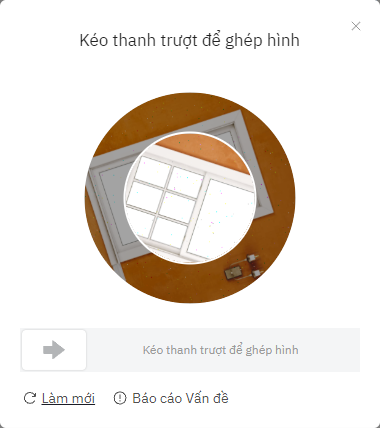 Kéo thanh trượt để ghép hình
Kéo thanh trượt để ghép hình
Làm mới
Báo cáo Vấn đề